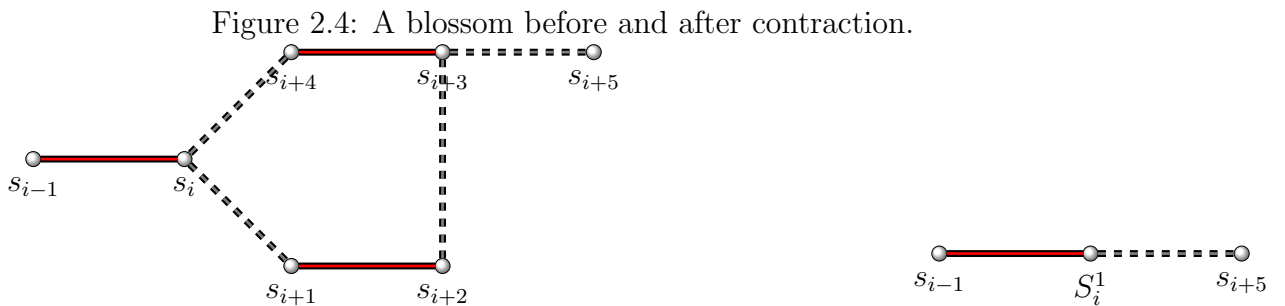 Figure 2.4: A blossom before and after contraction.
s_{i+4} s_{i+3} s_{i+5}
s_{i-1} s_i
s_{i+1} s_{i+2}
s_{i-1} S_i^1 s_{i+5}